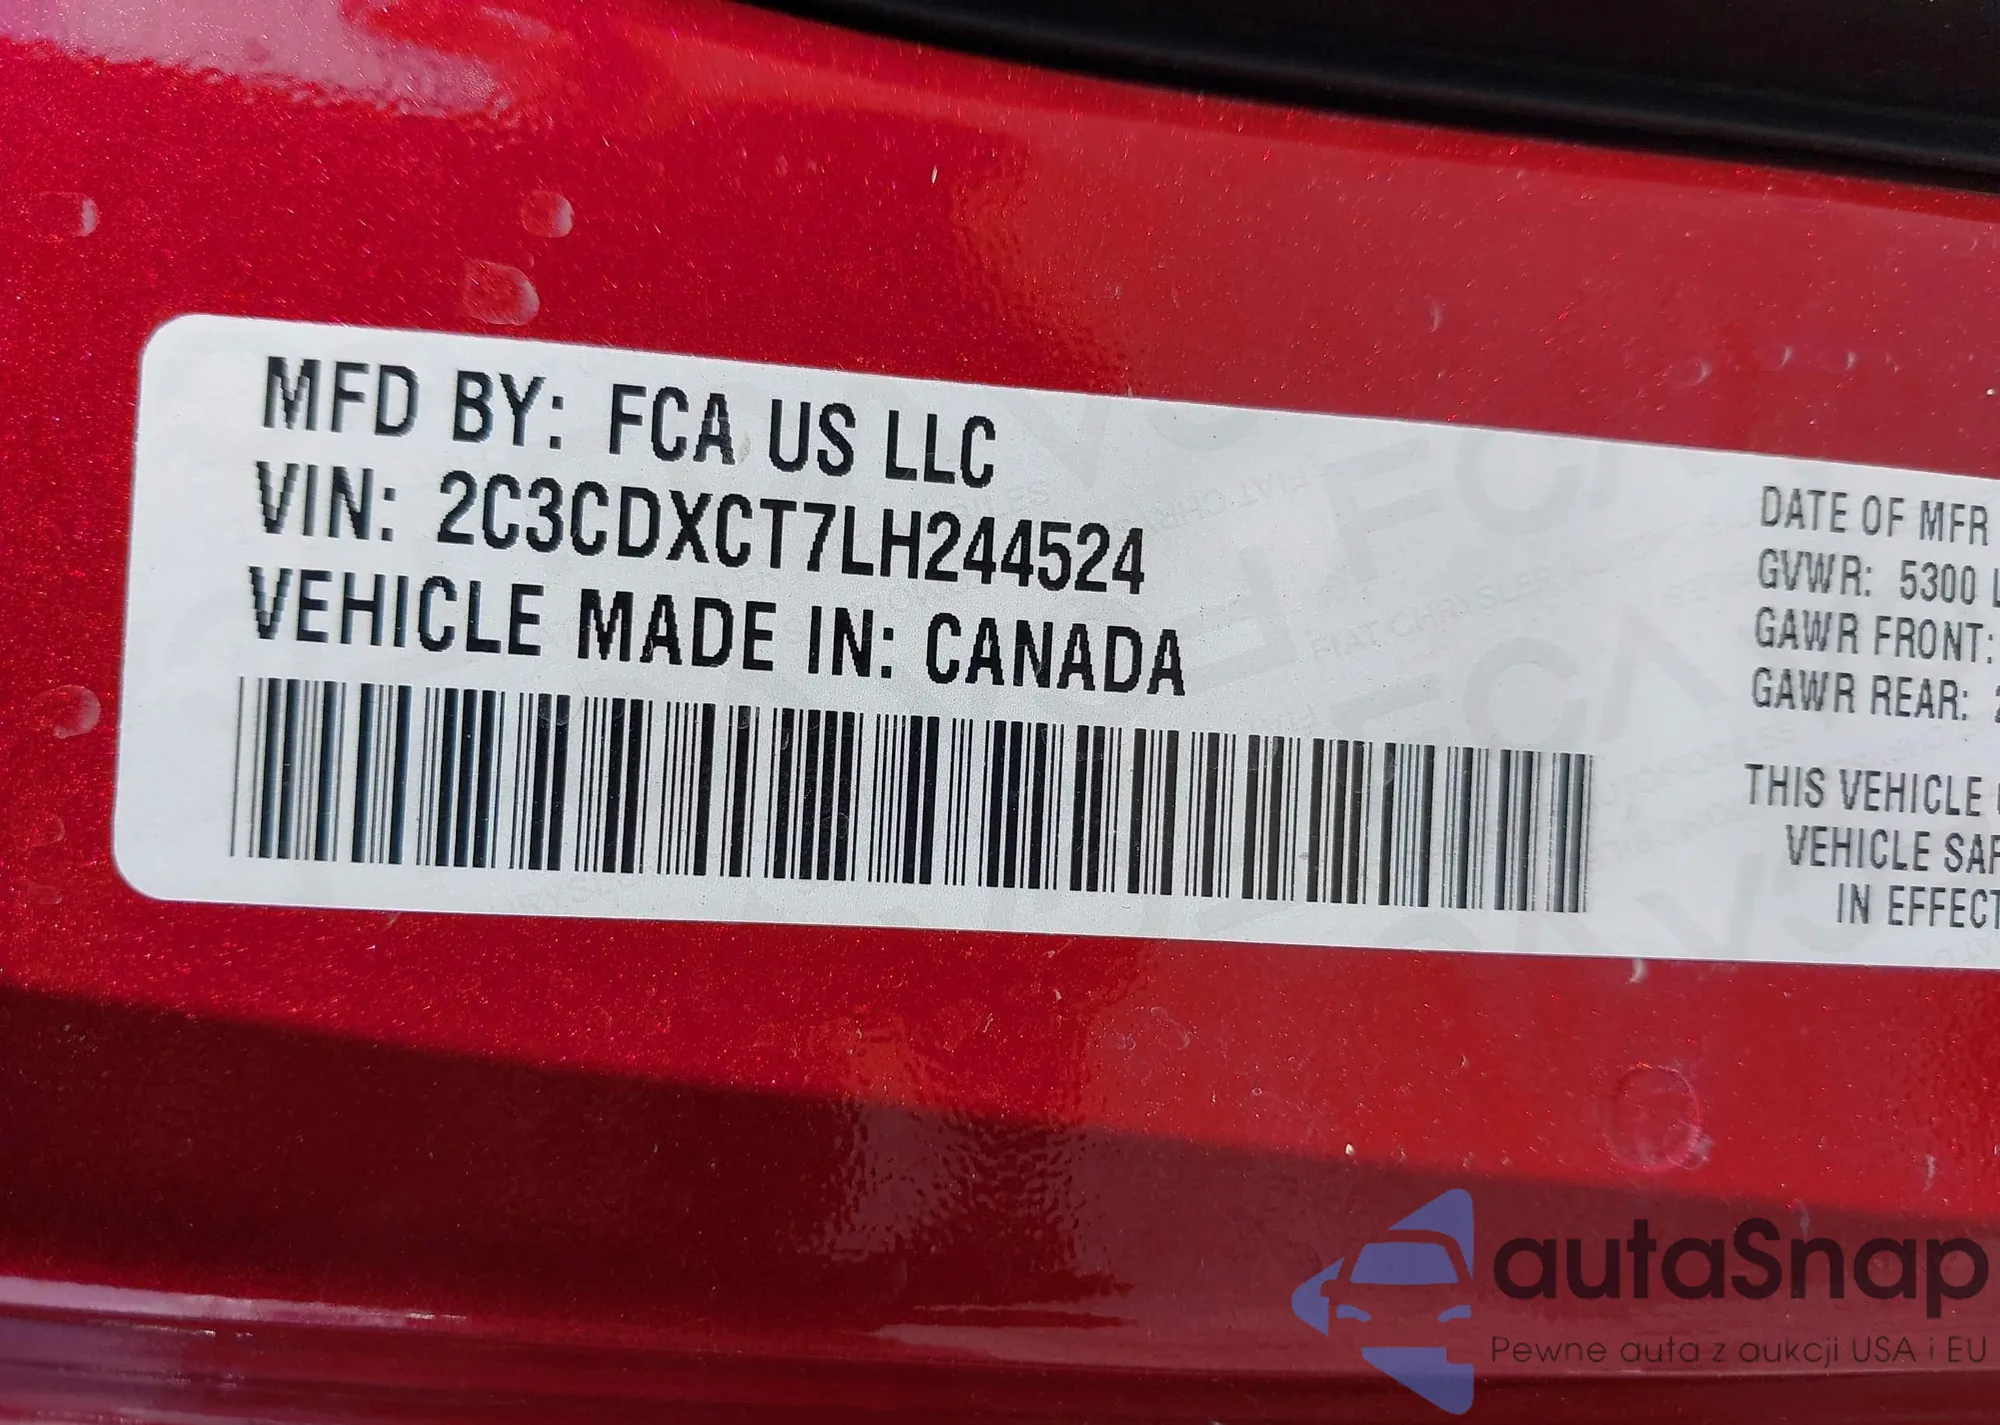 MFD BY: FCA US LLC
VIN: 2C3CDXCT7LH244524
VEHICLE MADE IN: CANADA
DATE OF MFR
GVWR: 5300
GAWR FRONT:
GAWR REAR:
THIS VEHICLE
VEHICLE
IN EFFECT
autaSnap
Pewne auta z aukcji USA i EU